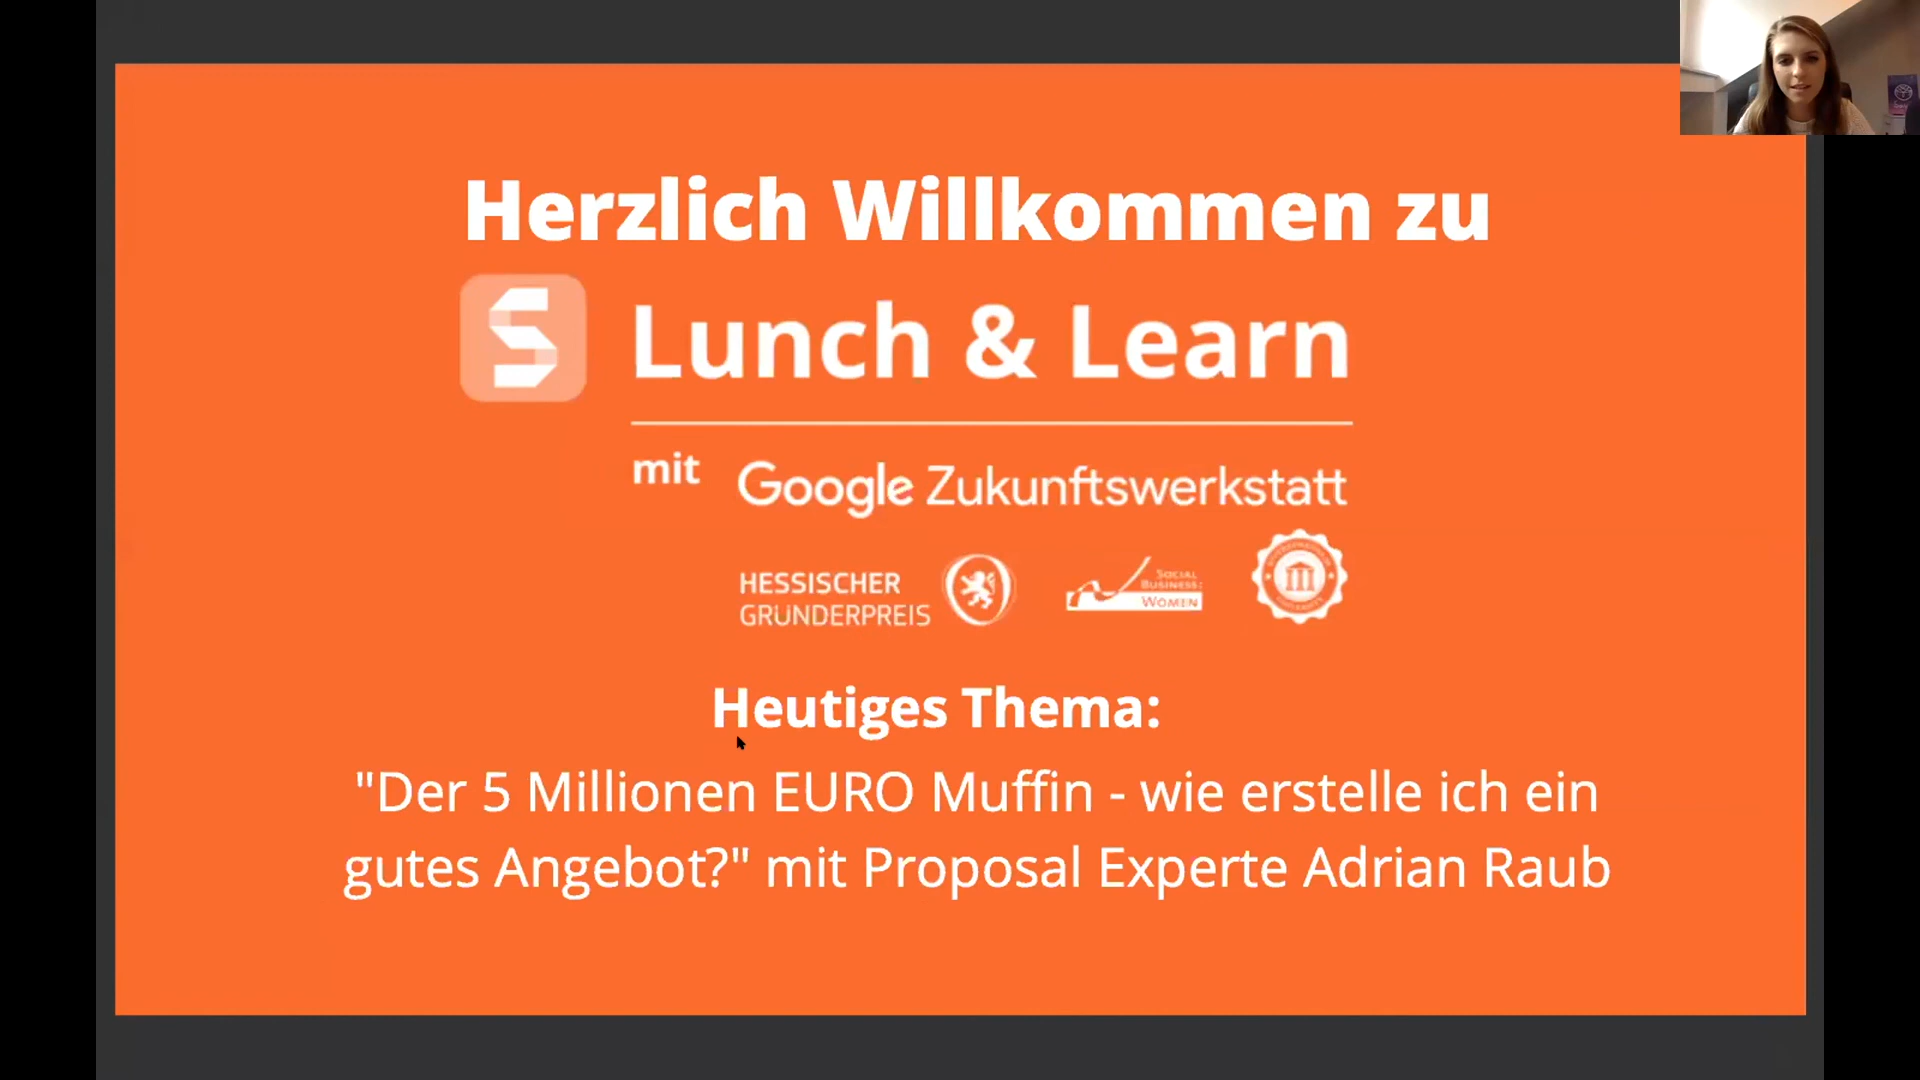 Herzlich Willkommen zu
S Lunch & Learn
mit Google Zukunftswerkstatt
HESSISCHER
GRÜNDERPREIS
SOCIAL
BUSINESS:
WOMEN
Heutiges Thema:
"Der 5 Millionen EURO Muffin - wie erstelle ich ein
gutes Angebot?" mit Proposal Experte Adrian Raub